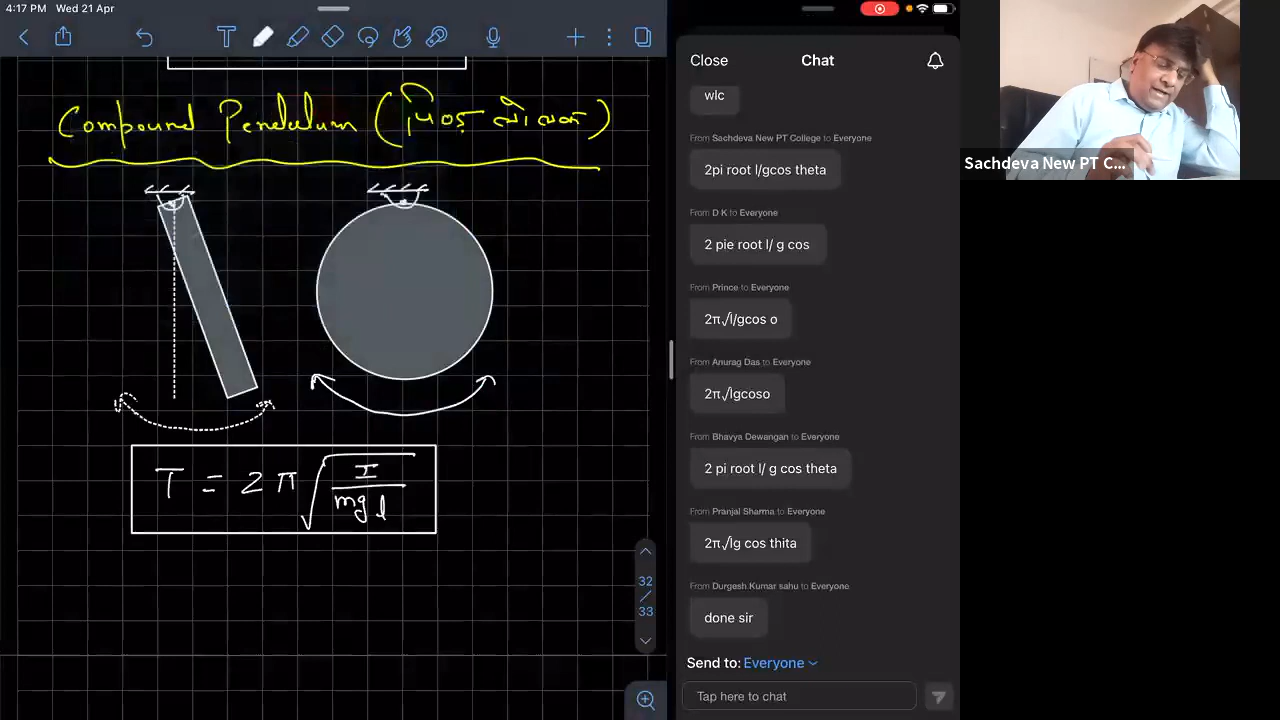 4:17 PM Wed 21 Apr
Compound Pendulum (पिण्ड लोलक)
T = 2π √(I / mgl)
32
/
33
Close
Chat
wlc
From Sachdeva New PT College to Everyone
2pi root l/gcos theta
From D K to Everyone
2 pie root l/ g cos
From Prince to Everyone
2π√l/gcos o
From Anurag Das to Everyone
2π√lgcoso
From Bhavya Dewangan to Everyone
2 pi root l/ g cos theta
From Pranjal Sharma to Everyone
2π√lg cos thita
From Durgesh Kumar sahu to Everyone
done sir
Send to: Everyone
Tap here to chat
Sachdeva New PT C...